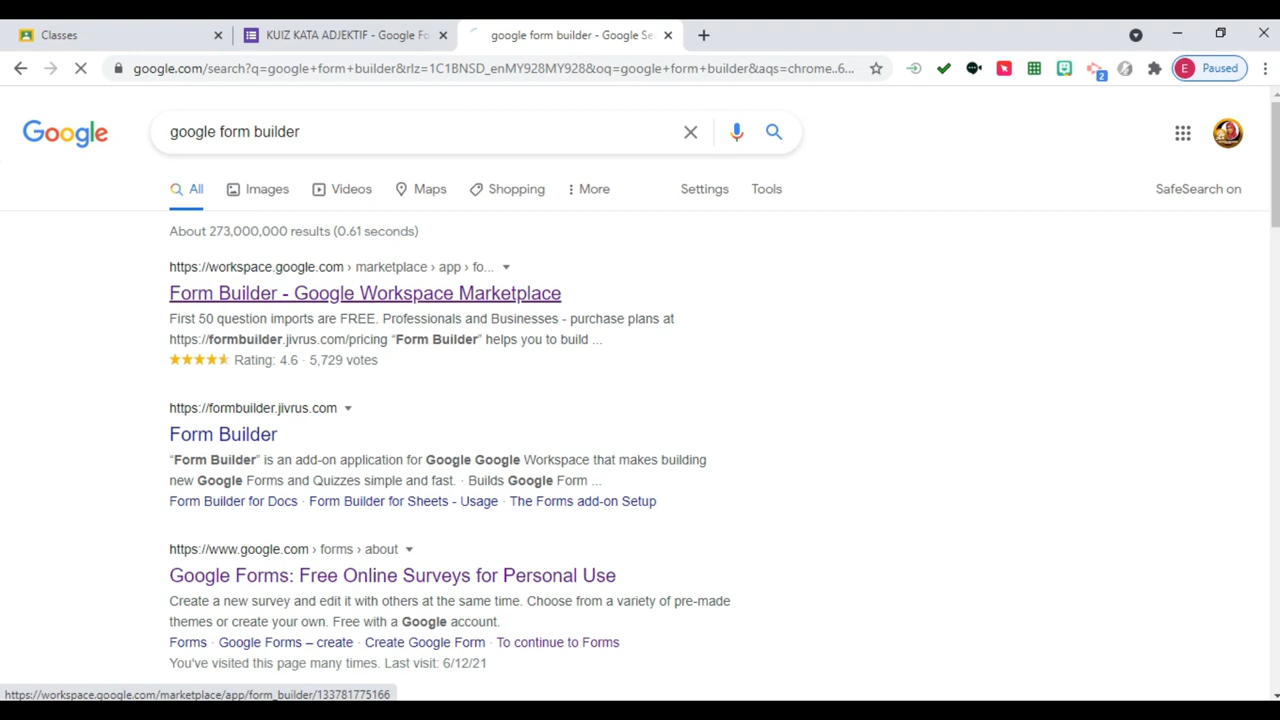 Classes
KUIZ KATA ADJEKTIF - Google Fo
google form builder - Google Se
google.com/search?q=google+form+builder&rlz=1C1BNSD_enMY928MY928&oq=google+form+builder&aqs=chrome..6...
2
E Paused
Google
google form builder
All Images Videos Maps Shopping More Settings Tools SafeSearch on
About 273,000,000 results (0.61 seconds)
https://workspace.google.com › marketplace › app › fo...
Form Builder - Google Workspace Marketplace
First 50 question imports are FREE. Professionals and Businesses - purchase plans at
https://formbuilder.jivrus.com/pricing “Form Builder” helps you to build ...
Rating: 4.6 · 5,729 votes
https://formbuilder.jivrus.com
Form Builder
“Form Builder” is an add-on application for Google Google Workspace that makes building
new Google Forms and Quizzes simple and fast. · Builds Google Form ...
Form Builder for Docs · Form Builder for Sheets - Usage · The Forms add-on Setup
https://www.google.com › forms › about
Google Forms: Free Online Surveys for Personal Use
Create a new survey and edit it with others at the same time. Choose from a variety of pre-made
themes or create your own. Free with a Google account.
Forms · Google Forms – create · Create Google Form · To continue to Forms
You've visited this page many times. Last visit: 6/12/21
https://workspace.google.com/marketplace/app/form_builder/133781775166